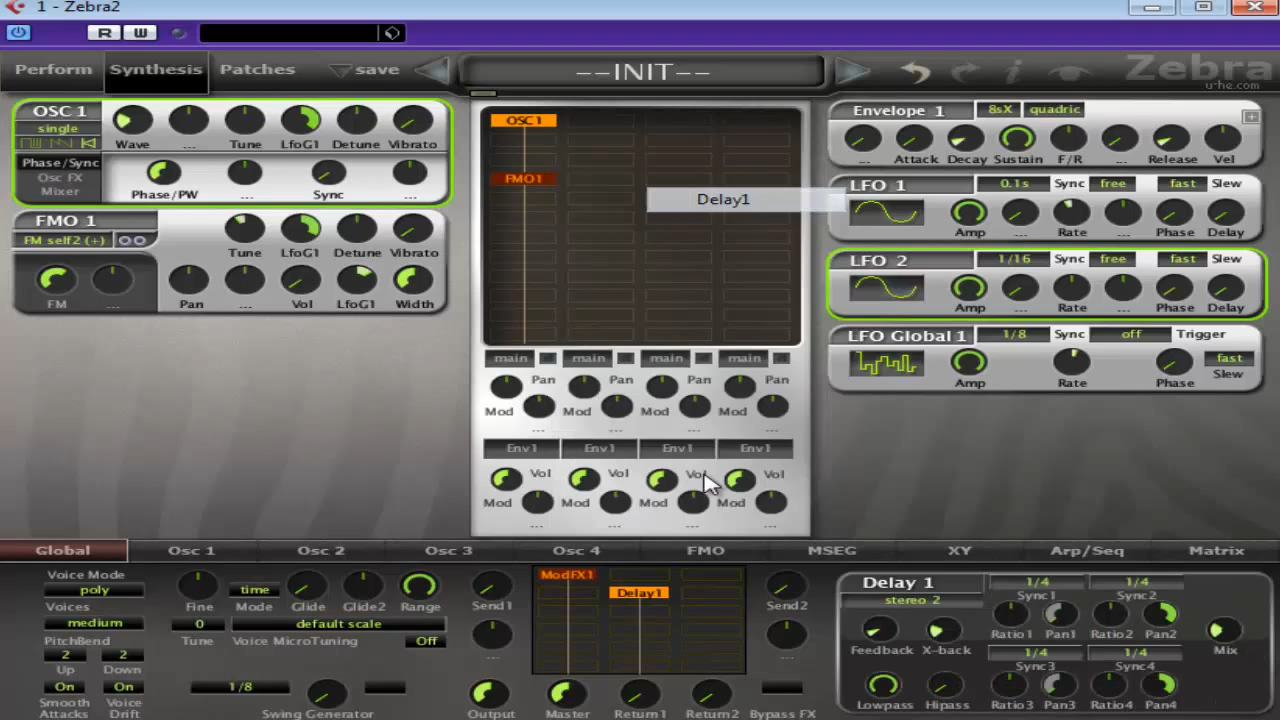 1 - Zebra2
R W
Perform Synthesis Patches save --INIT-- Zebra
u-he.com
OSC 1
single
Wave ... Tune LfoG1 Detune Vibrato
Phase/Sync
Osc FX
Mixer
Phase/PW ... Sync ...
FMO 1
FM self2 (+)
Tune LfoG1 Detune Vibrato
FM ... Pan ... Vol LfoG1 Width
OSC1
FMO1
Delay1
main main main main
Pan Pan Pan Pan
Mod Mod Mod Mod
... ... ... ...
Env1 Env1 Env1 Env1
Vol Vol Vol Vol
Mod Mod Mod Mod
... ... ... ...
Envelope 1 8sX quadric
... Attack Decay Sustain F/R ... Release Vel
LFO 1 0.1s Sync free fast Slew
Amp ... Rate ... Phase Delay
LFO 2 1/16 Sync free fast Slew
Amp ... Rate ... Phase Delay
LFO Global 1 1/8 Sync off Trigger
fast
Slew
Amp Rate Phase
Global Osc 1 Osc 2 Osc 3 Osc 4 FMO MSEG XY Arp/Seq Matrix
Voice Mode
poly
Voices
medium
PitchBend
2 2
Up Down
On On
Smooth Attacks Voice Drift
time
Fine Mode Glide Glide2 Range
0 default scale
Tune Voice MicroTuning Off
1/8
Swing Generator
Send1
...
Output
ModFX1
Delay1
Master Return1 Return2
Send2
...
Bypass FX
Delay 1
stereo 2
1/4 1/4
Sync1 Sync2
Ratio1 Pan1 Ratio2 Pan2
Feedback X-back Mix
1/4 1/4
Sync3 Sync4
Lowpass Hipass Ratio3 Pan3 Ratio4 Pan4